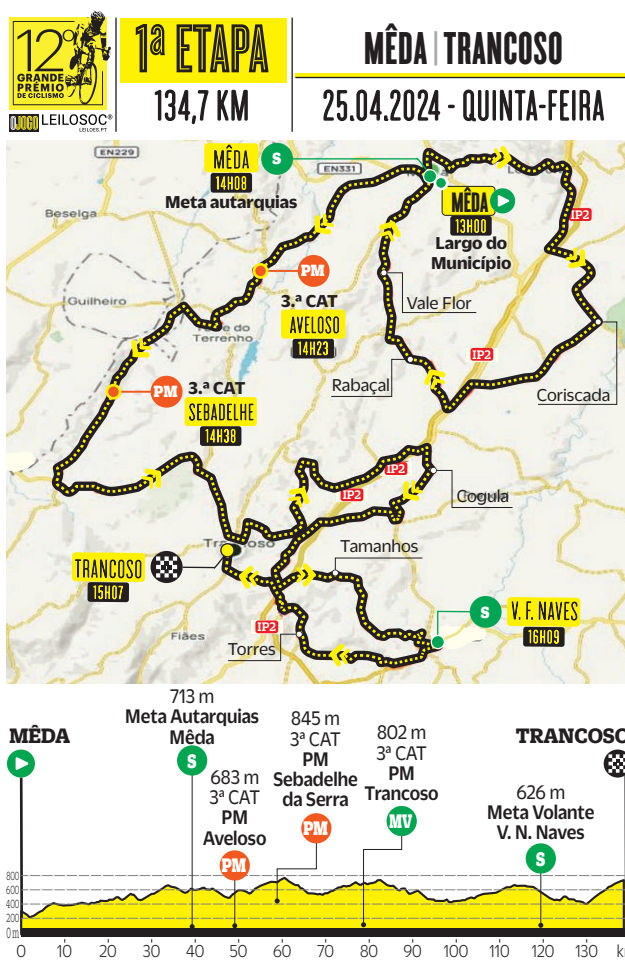 12º
GRANDE
PRÉMIO
DE CICLISMO
OJOGO LEILOSOC®
LEILOES.PT
1ª ETAPA
134,7 KM
MÊDA | TRANCOSO
25.04.2024 - QUINTA-FEIRA
EN229
MÊDA
S
14H08
Meta autarquias
EN331
MÊDA
13H00
Largo do
Município
Beselga
IP2
PM
Guilheiro
3.ª CAT
AVELOSO
14H23
Vale Flor
Terrenho
IP2
PM
3.ª CAT
SEBADELHE
14H38
Rabaçal
Coriscada
IP2
IP2
Cogula
TRANCOSO
15H07
Tamanhos
S
V. F. NAVES
16H09
IP2
Fiães
Torres
MÊDA
713 m
Meta Autarquias
Mêda
S
683 m
3ª CAT
PM
Aveloso
PM
845 m
3ª CAT
PM
Sebadelhe
da Serra
PM
802 m
3ª CAT
PM
Trancoso
MV
626 m
Meta Volante
V. N. Naves
S
TRANCOSO
800
600
400
200
0 m
0 10 20 30 40 50 60 70 80 90 100 110 120 130 km